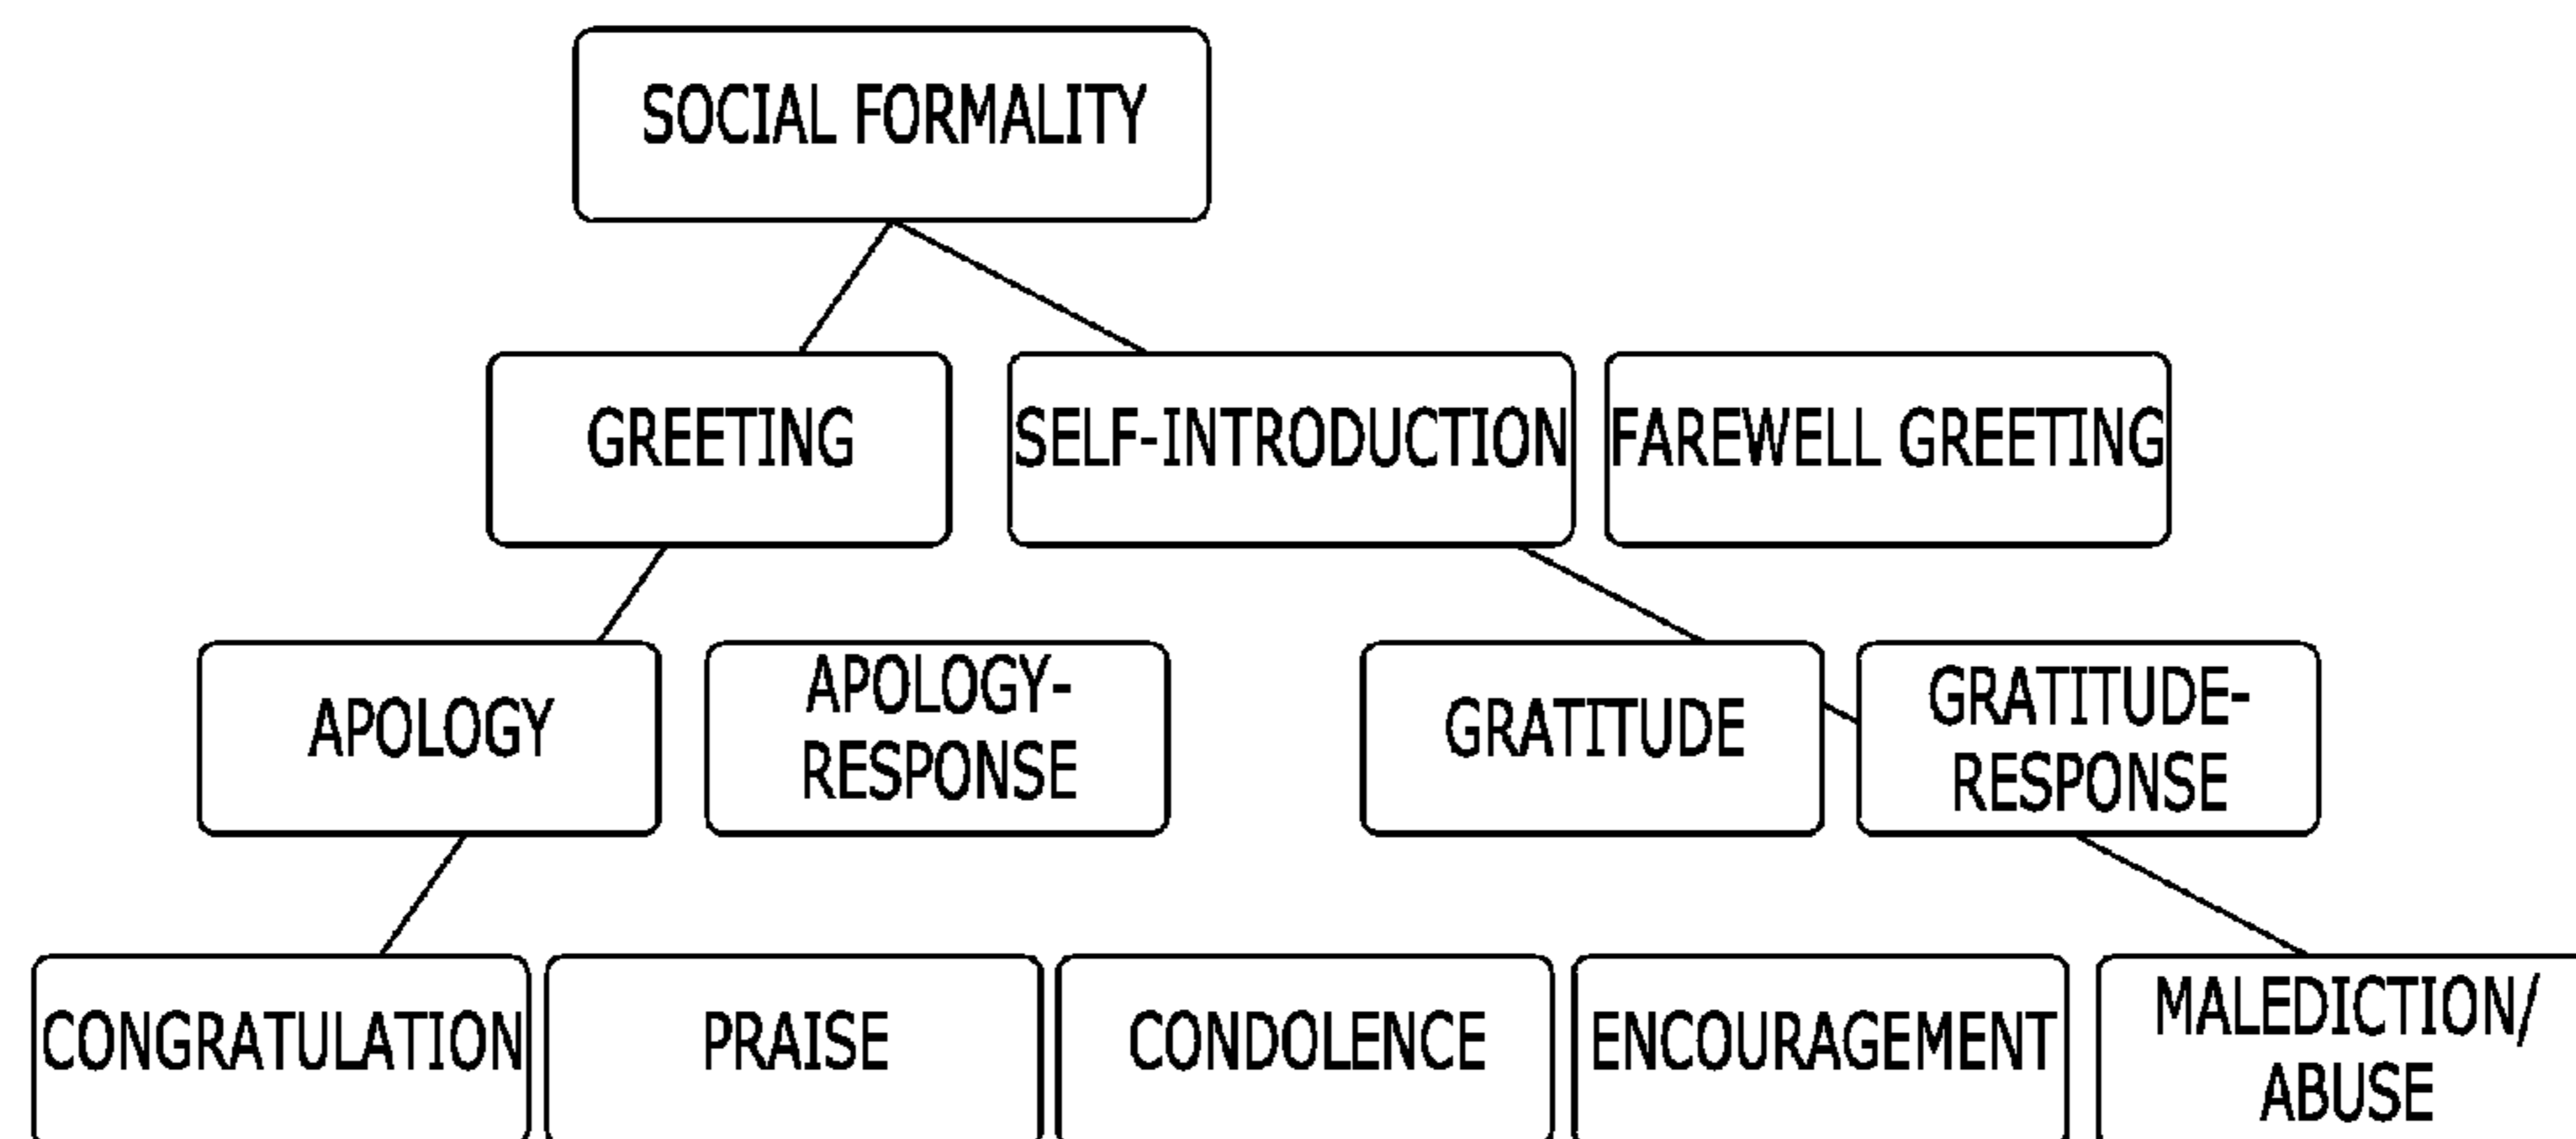 SOCIAL FORMALITY
GREETING
SELF-INTRODUCTION
FAREWELL GREETING
APOLOGY
APOLOGY-
RESPONSE
GRATITUDE
GRATITUDE-
RESPONSE
CONGRATULATION
PRAISE
CONDOLENCE
ENCOURAGEMENT
MALEDICTION/
ABUSE